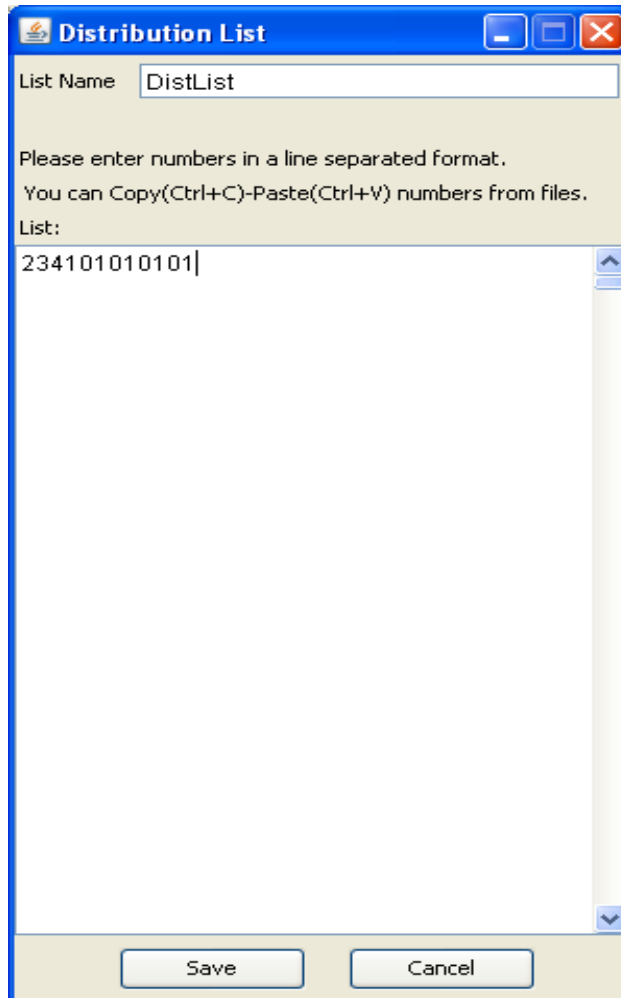 Distribution List
List Name DistList
Please enter numbers in a line separated format.
You can Copy(Ctrl+C)-Paste(Ctrl+V) numbers from files.
List:
234101010101
Save Cancel